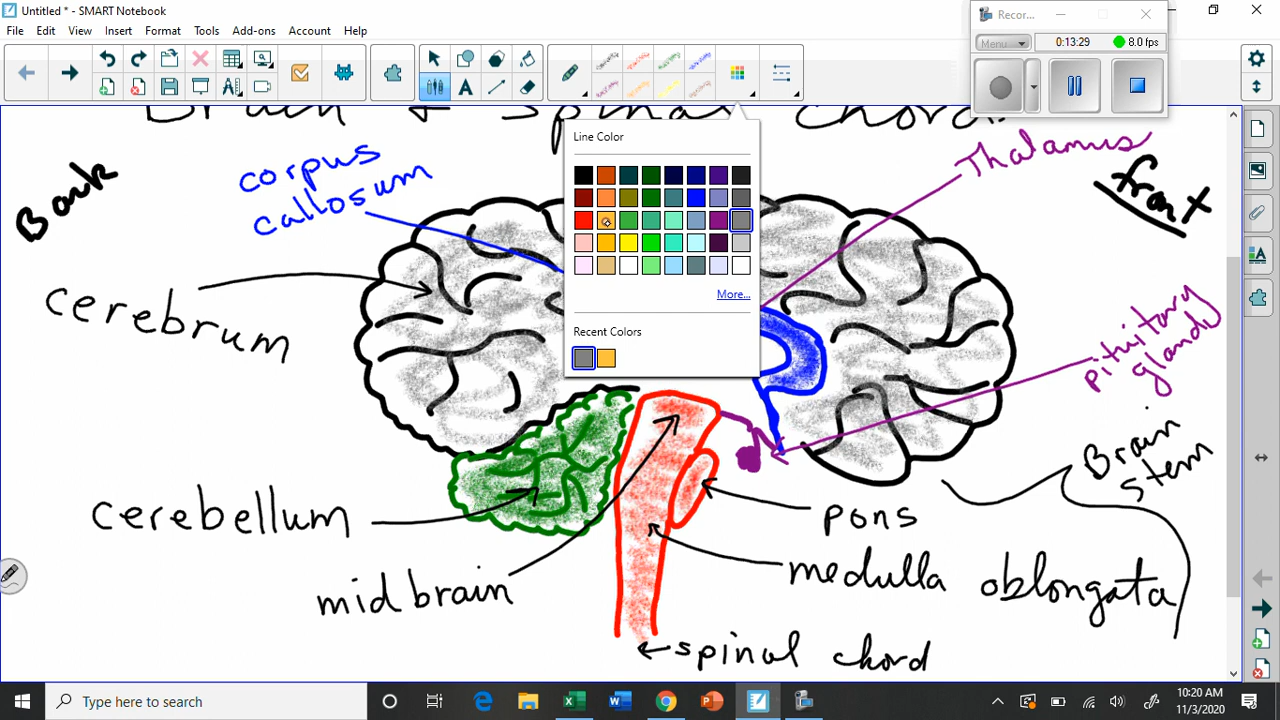 Untitled * - SMART Notebook
File Edit View Insert Format Tools Add-ons Account Help
Recor...
Menu
0:13:29
8.0 fps
Brain & Spinal chord
Line Color
More...
Recent Colors
Back
corpus
callosum
Thalamus
front
cerebrum
pituitary
gland
Brain
stem
cerebellum
pons
midbrain
medulla oblongata
spinal chord
Type here to search
10:20 AM
11/3/2020